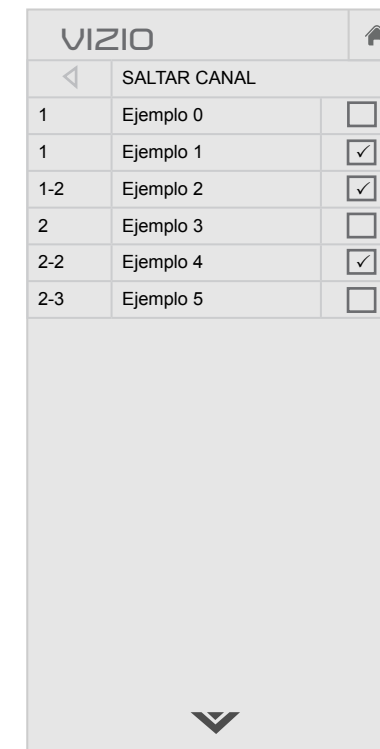 VIZIO
SALTAR CANAL
1 Ejemplo 0
1 Ejemplo 1
1-2 Ejemplo 2
2 Ejemplo 3
2-2 Ejemplo 4
2-3 Ejemplo 5